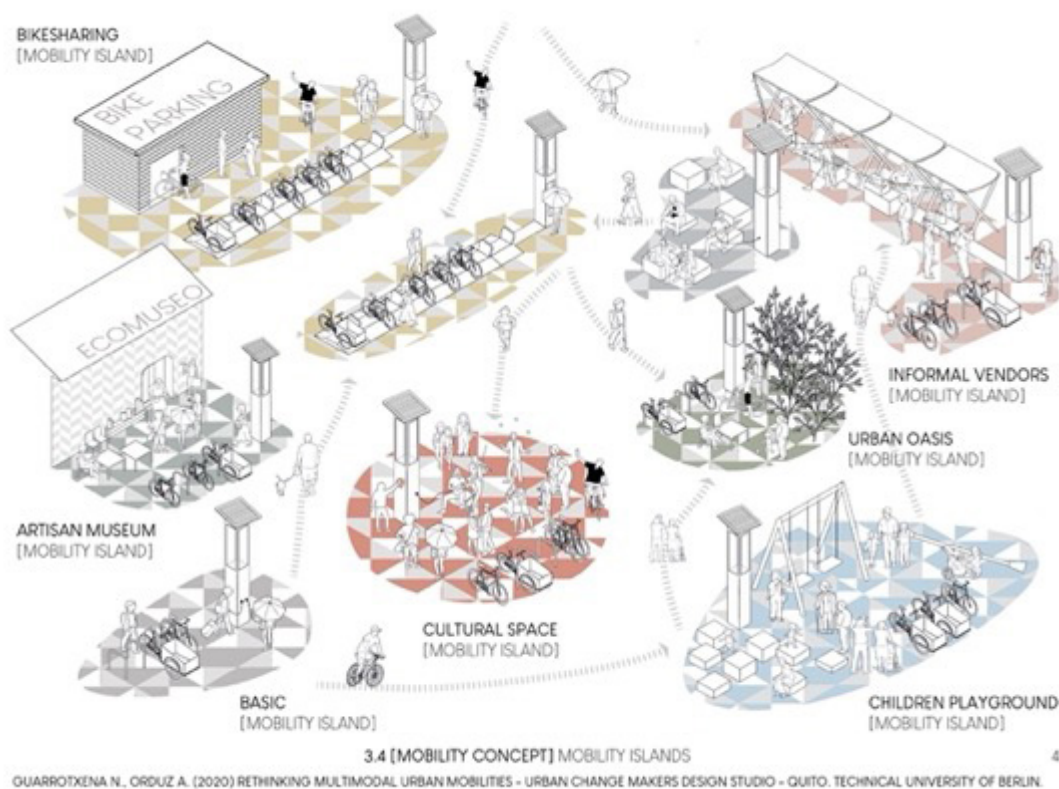 BIKESHARING
[MOBILITY ISLAND]
BIKE
PARKING
ECOMUSEO
INFORMAL VENDORS
[MOBILITY ISLAND]
URBAN OASIS
[MOBILITY ISLAND]
ARTISAN MUSEUM
[MOBILITY ISLAND]
CULTURAL SPACE
[MOBILITY ISLAND]
BASIC
[MOBILITY ISLAND]
CHILDREN PLAYGROUND
[MOBILITY ISLAND]
3.4 [MOBILITY CONCEPT] MOBILITY ISLANDS
4
GUARROTXENA N., ORDUZ A. (2020) RETHINKING MULTIMODAL URBAN MOBILITIES - URBAN CHANGE MAKERS DESIGN STUDIO - QUITO. TECHNICAL UNIVERSITY OF BERLIN.